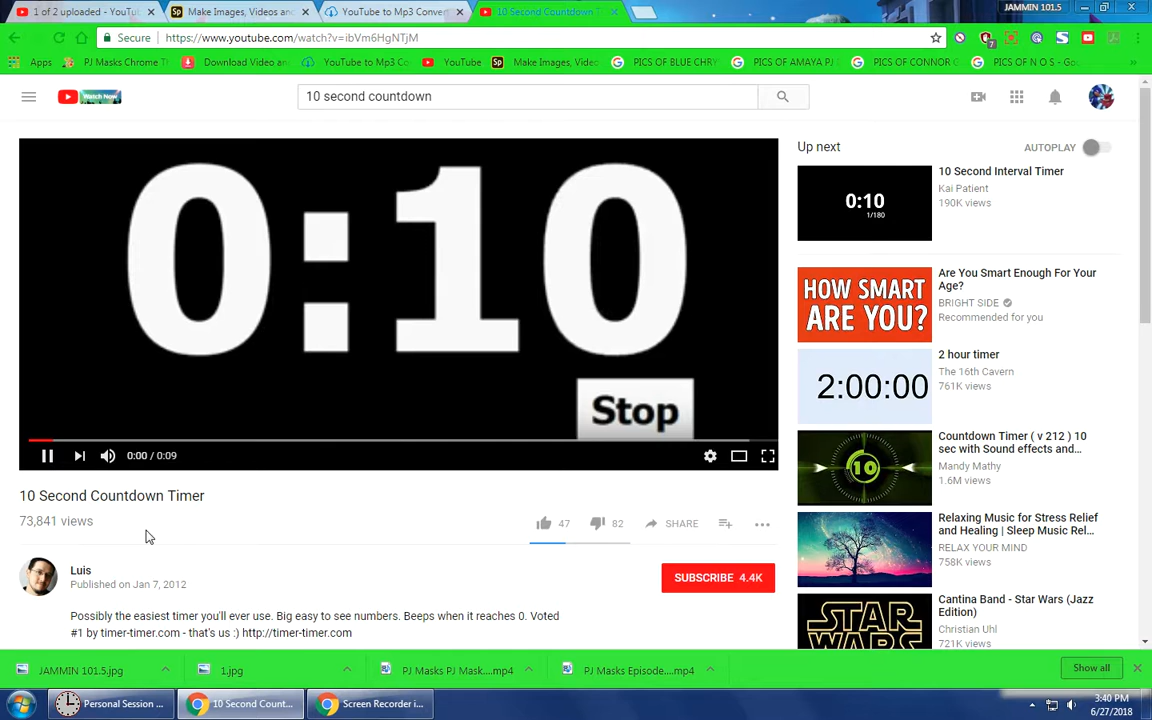 1 of 2 uploaded - YouTu
Make Images, Videos and
YouTube to Mp3 Conver
10 Second Countdown T
JAMMIN 101.5
Secure
https://www.youtube.com/watch?v=ibVm6HgNTjM
7
Apps
PJ Masks Chrome Th
Download Video and
YouTube to Mp3 Co
YouTube
Make Images, Video
PICS OF BLUE CHRY
PICS OF AMAYA PJ
PICS OF CONNOR
PICS OF N O S - Go
Watch Now
10 second countdown
0:10
Stop
0:00 / 0:09
10 Second Countdown Timer
73,841 views
47
82
SHARE
Luis
Published on Jan 7, 2012
SUBSCRIBE 4.4K
Possibly the easiest timer you'll ever use. Big easy to see numbers. Beeps when it reaches 0. Voted
#1 by timer-timer.com - that's us :) http://timer-timer.com
Up next
AUTOPLAY
0:10
1/180
10 Second Interval Timer
Kai Patient
190K views
HOW SMART
ARE YOU?
Are You Smart Enough For Your
Age?
BRIGHT SIDE
Recommended for you
2:00:00
2 hour timer
The 16th Cavern
761K views
10
Countdown Timer ( v 212 ) 10
sec with Sound effects and...
Mandy Mathy
1.6M views
Relaxing Music for Stress Relief
and Healing | Sleep Music Rel...
RELAX YOUR MIND
758K views
STAR
WARS
Cantina Band - Star Wars (Jazz
Edition)
Christian Uhl
721K views
JAMMIN 101.5.jpg
1.jpg
PJ Masks PJ Mask....mp4
PJ Masks Episode....mp4
Show all
Personal Session ...
10 Second Count...
Screen Recorder i...
3:40 PM
6/27/2018